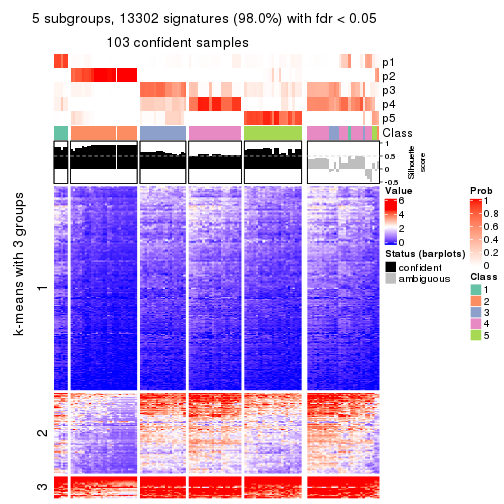 5 subgroups, 13302 signatures (98.0%) with fdr < 0.05
103 confident samples
p1
p2
p3
p4
p5
Class
1
0.5
0
-0.5
Silhouette
score
k-means with 3 groups
1
2
3
Value
6
4
2
0
Status (barplots)
confident
ambiguous
Prob
1
0.8
0.6
0.4
0.2
0
Class
1
2
3
4
5